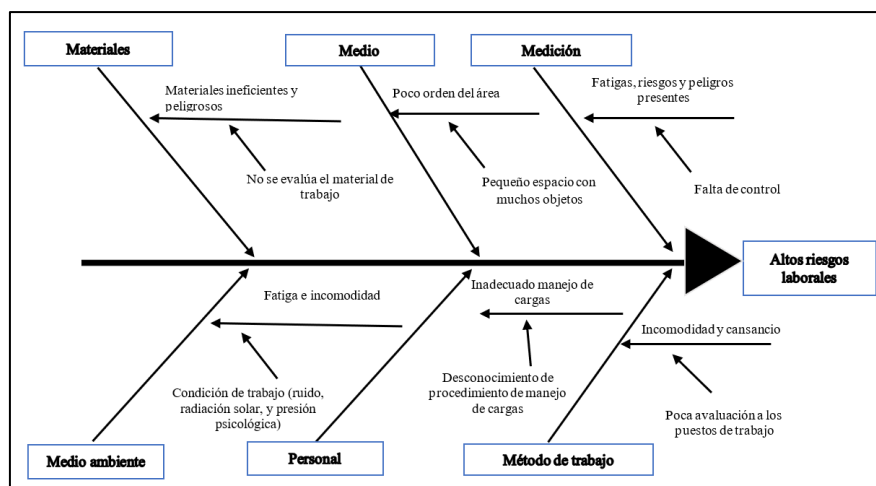 Materiales
Medio
Medición
Materiales ineficientes y
peligrosos
Poco orden del área
Fatigas, riesgos y peligros
presentes
No se evalúa el material de
trabajo
Pequeño espacio con
muchos objetos
Falta de control
Altos riesgos
laborales
Fatiga e incomodidad
Inadecuado manejo de
cargas
Incomodidad y cansancio
Condición de trabajo (ruido,
radiación solar, y presión
psicológica)
Desconocimiento de
procedimiento de manejo
de cargas
Poca avaluación a los
puestos de trabajo
Medio ambiente
Personal
Método de trabajo